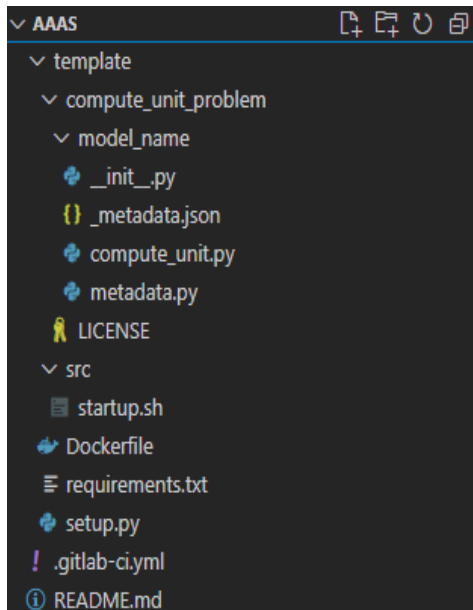 AAAS
template
compute_unit_problem
model_name
__init__.py
{} _metadata.json
compute_unit.py
metadata.py
LICENSE
src
startup.sh
Dockerfile
requirements.txt
setup.py
! .gitlab-ci.yml
README.md